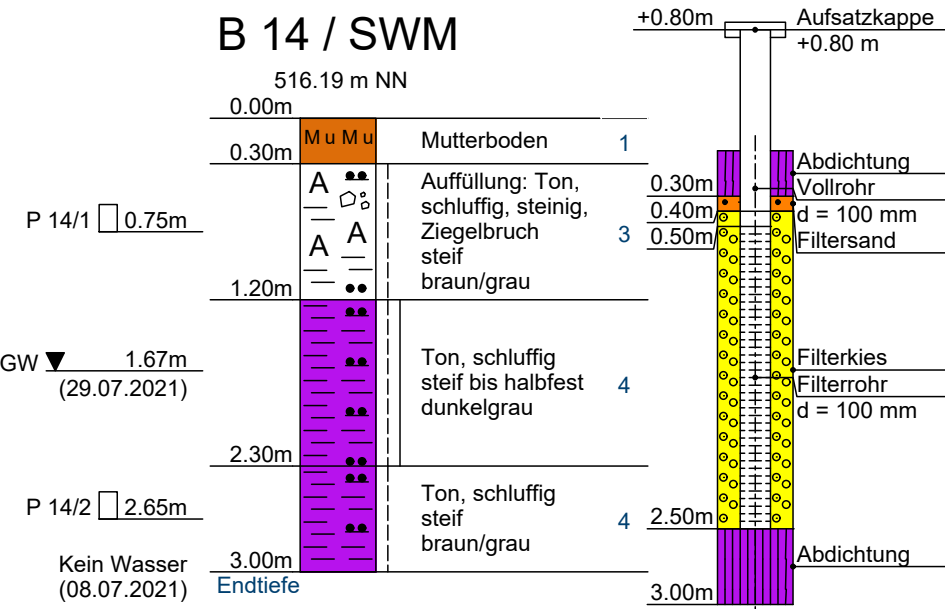 B 14 / SWM
516.19 m NN
0.00m
Mu Mu
Mutterboden
1
0.30m
A
A
A
Auffüllung: Ton,
schluffig, steinig,
Ziegelbruch
steif
braun/grau
3
P 14/1 0.75m
1.20m
Ton, schluffig
steif bis halbfest
dunkelgrau
4
GW 1.67m
(29.07.2021)
2.30m
Ton, schluffig
steif
braun/grau
4
P 14/2 2.65m
Kein Wasser
(08.07.2021)
3.00m
Endtiefe
+0.80m
Aufsatzkappe
+0.80 m
Abdichtung
0.30m
Vollrohr
d = 100 mm
0.40m
0.50m
Filtersand
Filterkies
Filterrohr
d = 100 mm
2.50m
Abdichtung
3.00m